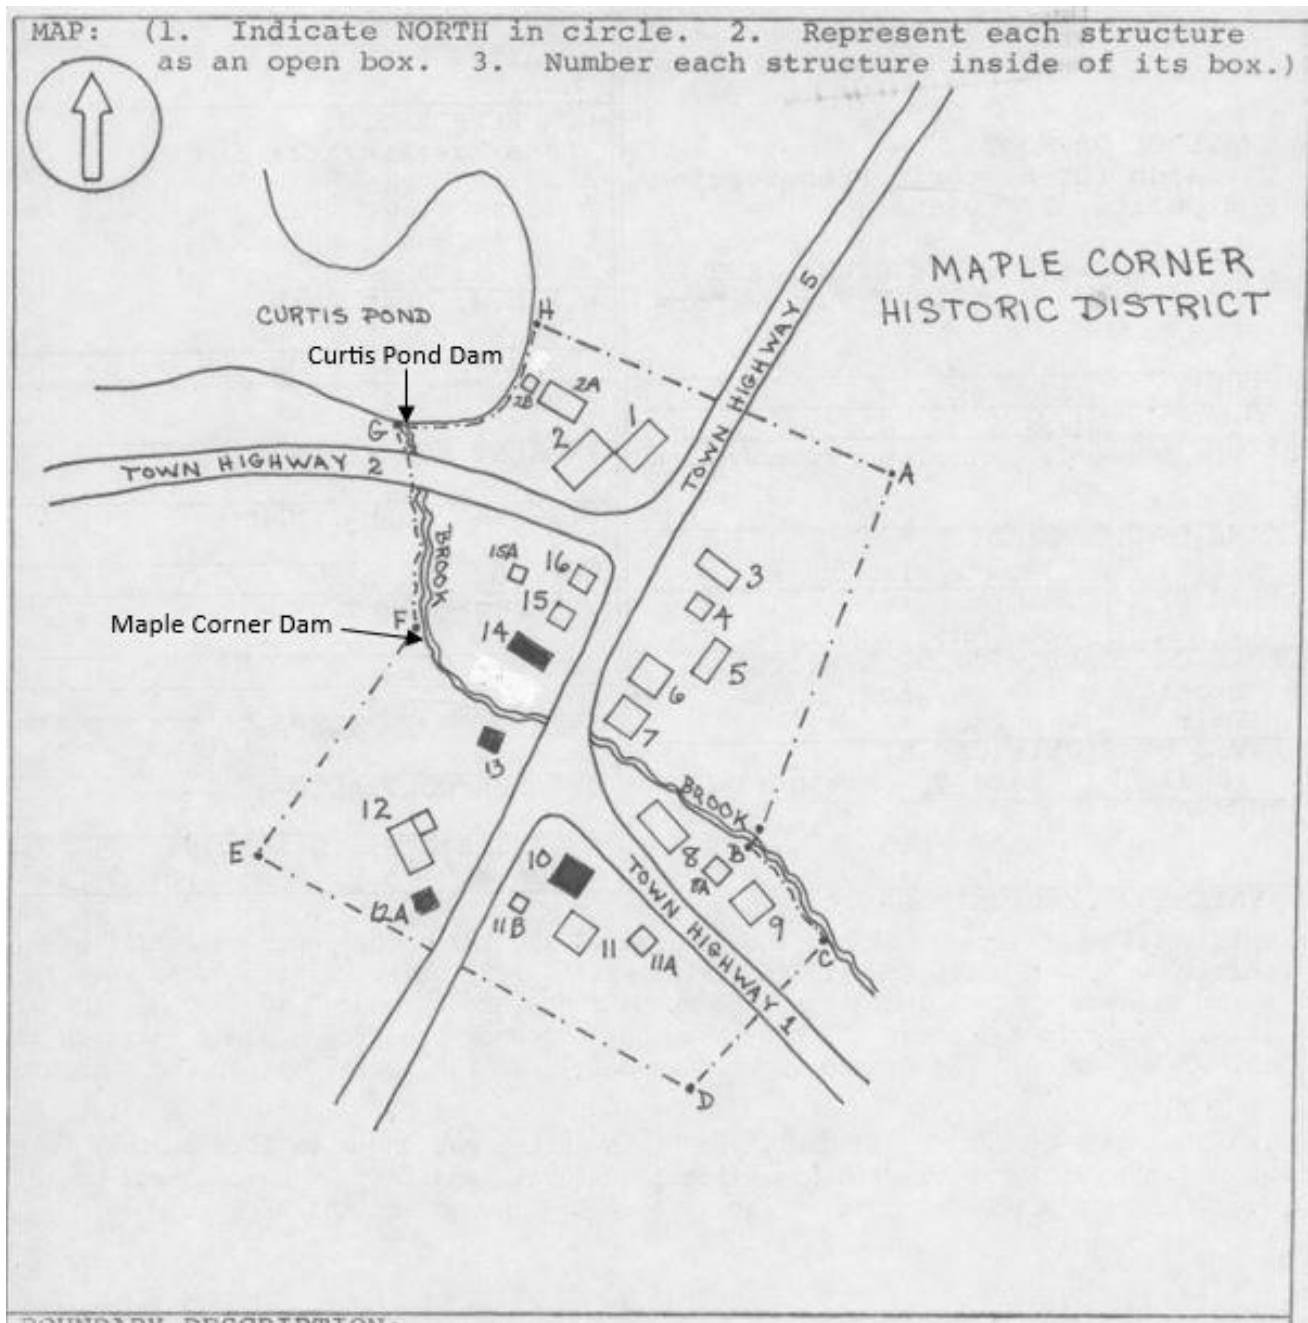 MAP: (1. Indicate NORTH in circle. 2. Represent each structure
as an open box. 3. Number each structure inside of its box.)
MAPLE CORNER
HISTORIC DISTRICT
TOWN HIGHWAY 5
CURTIS POND
H
Curtis Pond Dam
2A
2B
1
G
2
A
TOWN HIGHWAY 2
BROOK
15A
16
3
15
4
Maple Corner Dam
F
14
5
6
7
13
BROOK
12
8
B
E
10
8A
TOWN HIGHWAY 1
12A
11B
9
11
11A
C
D
BOUNDARY DESCRIPTION: